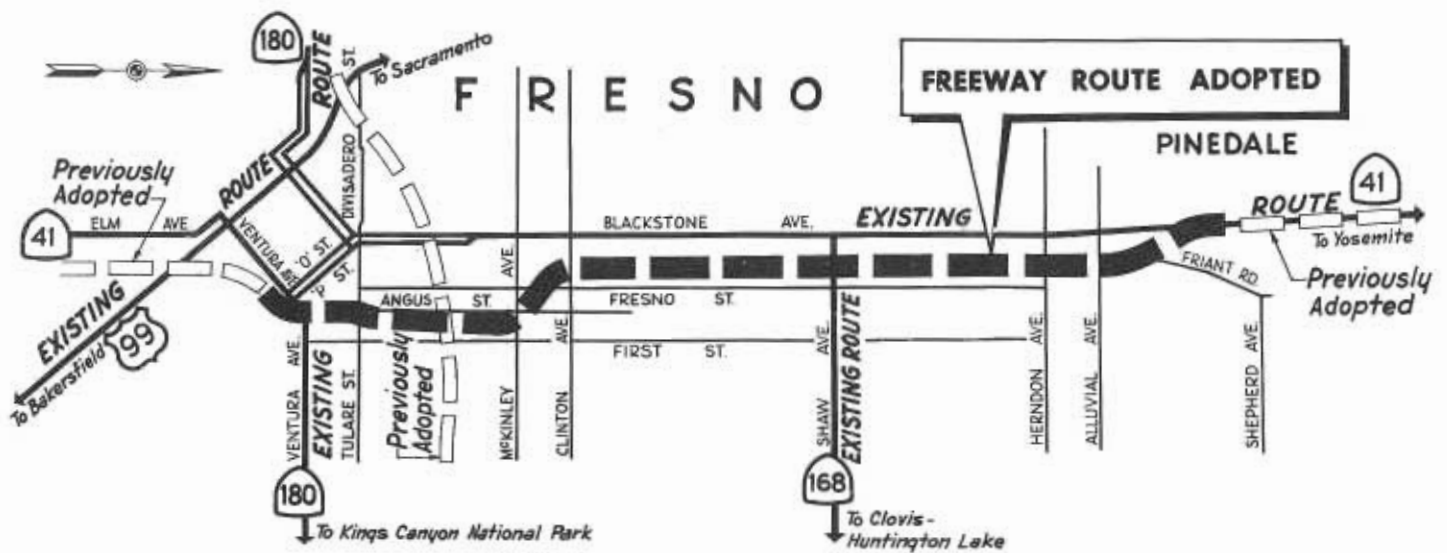 180
ROUTE
ST.
To Sacramento
FRESNO
FREEWAY ROUTE ADOPTED
PINEDALE
Previously
Adopted
ROUTE
DIVISADERO
41
ELM AVE.
VENTURA AVE.
"O" ST.
"P" ST.
BLACKSTONE AVE.
EXISTING
ROUTE
41
To Yosemite
FRIANT RD.
Previously
Adopted
EXISTING
99
To Bakersfield
ANGUS ST.
AVE.
AVE.
FRESNO ST.
FIRST ST.
VENTURA AVE.
EXISTING
TULARE ST.
Previously
Adopted
McKINLEY
CLINTON
SHAW AVE.
EXISTING ROUTE
HERNDON AVE.
ALLUVIAL AVE.
SHEPHERD AVE.
180
To Kings Canyon National Park
168
To Clovis-
Huntington Lake